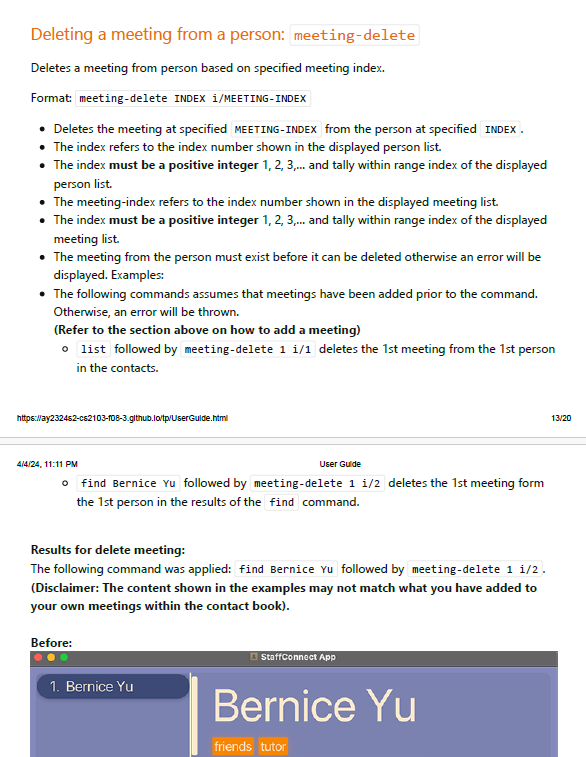 Deleting a meeting from a person: meeting-delete
Deletes a meeting from person based on specified meeting index.
Format: meeting-delete INDEX i/MEETING-INDEX
• Deletes the meeting at specified MEETING-INDEX from the person at specified INDEX .
• The index refers to the index number shown in the displayed person list.
• The index must be a positive integer 1, 2, 3,... and tally within range index of the displayed
person list.
• The meeting-index refers to the index number shown in the displayed meeting list.
• The index must be a positive integer 1, 2, 3,... and tally within range index of the displayed
meeting list.
• The meeting from the person must exist before it can be deleted otherwise an error will be
displayed. Examples:
• The following commands assumes that meetings have been added prior to the command.
Otherwise, an error will be thrown.
(Refer to the section above on how to add a meeting)
○ list followed by meeting-delete 1 i/1 deletes the 1st meeting from the 1st person
in the contacts.
https://ay2324s2-cs2103-f08-3.github.io/tp/UserGuide.html 13/20
4/4/24, 11:11 PM User Guide
○ find Bernice Yu followed by meeting-delete 1 i/2 deletes the 1st meeting form
the 1st person in the results of the find command.
Results for delete meeting:
The following command was applied: find Bernice Yu followed by meeting-delete 1 i/2 .
(Disclaimer: The content shown in the examples may not match what you have added to
your own meetings within the contact book).
Before:
StaffConnect App
1. Bernice Yu
Bernice Yu
friends tutor